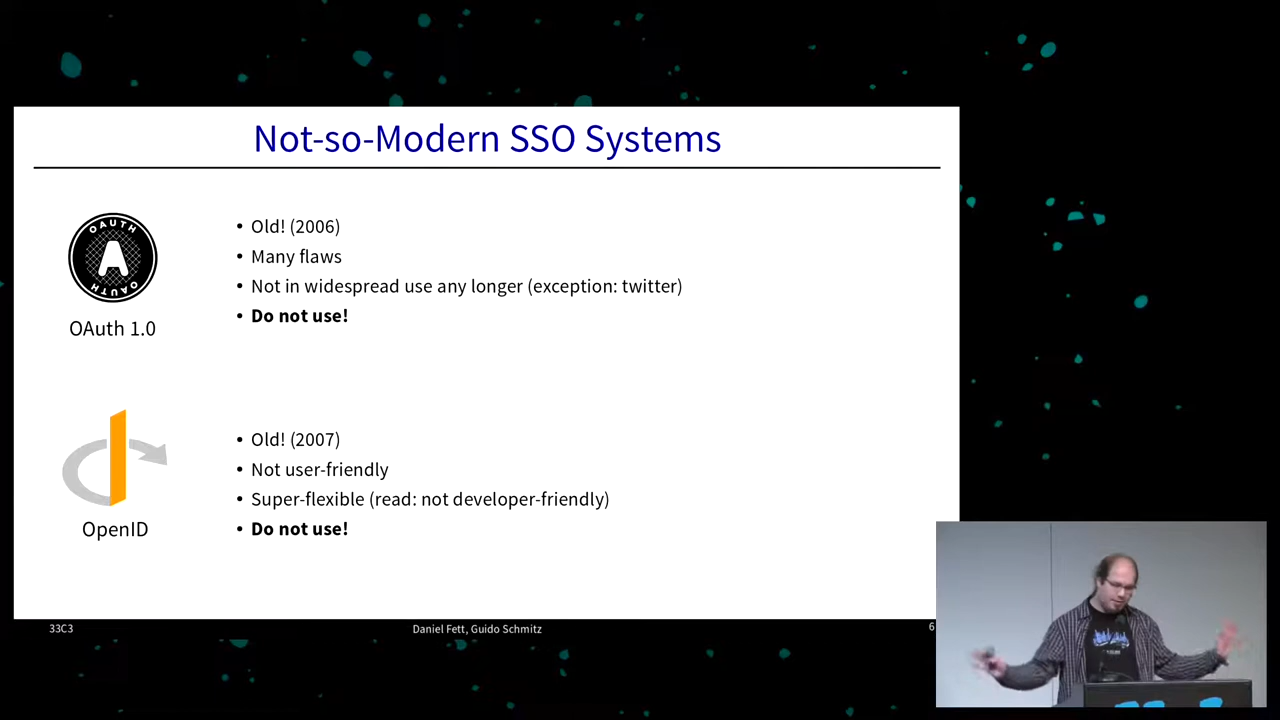 Not-so-Modern SSO Systems
OAUTH
A
OAUTH
OAuth 1.0
• Old! (2006)
• Many flaws
• Not in widespread use any longer (exception: twitter)
• Do not use!
OpenID
• Old! (2007)
• Not user-friendly
• Super-flexible (read: not developer-friendly)
• Do not use!
33C3
Daniel Fett, Guido Schmitz
6